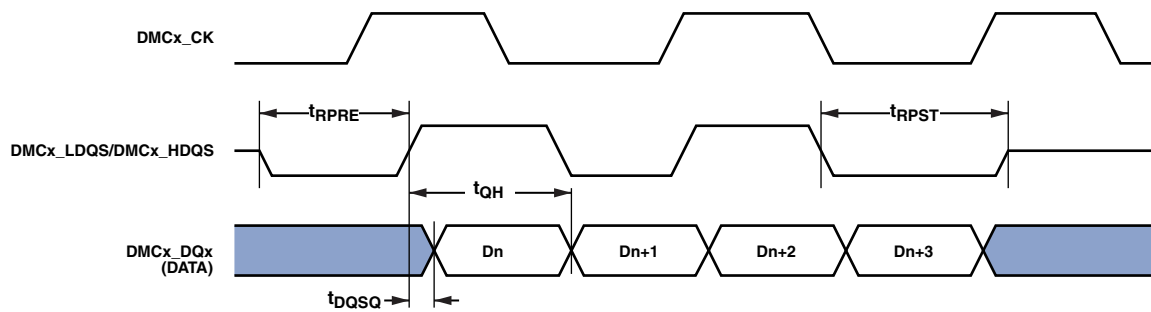 DMCx_CK
tRPRE
tRPST
DMCx_LDQS/DMCx_HDQS
tQH
DMCx_DQx
(DATA)
Dn
Dn+1
Dn+2
Dn+3
tDQSQ